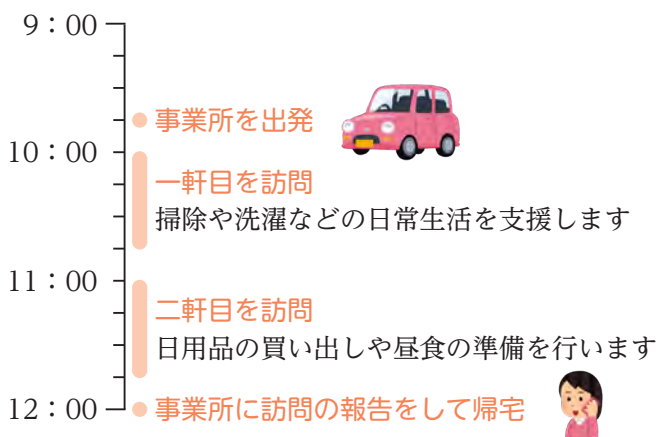 9：00
事業所を出発
10：00
一軒目を訪問
掃除や洗濯などの日常生活を支援します
11：00
二軒目を訪問
日用品の買い出しや昼食の準備を行います
12：00
事業所に訪問の報告をして帰宅